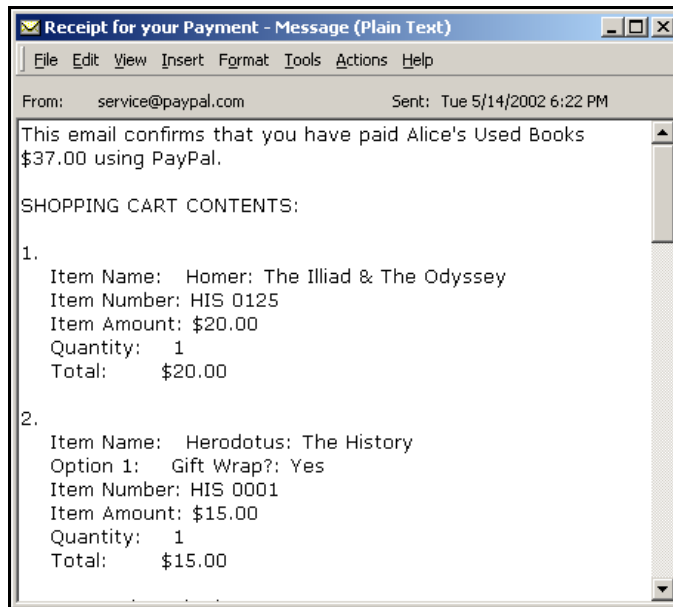 Receipt for your Payment - Message (Plain Text)
File Edit View Insert Format Tools Actions Help
From: service@paypal.com Sent: Tue 5/14/2002 6:22 PM
This email confirms that you have paid Alice's Used Books
$37.00 using PayPal.
SHOPPING CART CONTENTS:
1.
Item Name: Homer: The Illiad & The Odyssey
Item Number: HIS 0125
Item Amount: $20.00
Quantity: 1
Total: $20.00
2.
Item Name: Herodotus: The History
Option 1: Gift Wrap?: Yes
Item Number: HIS 0001
Item Amount: $15.00
Quantity: 1
Total: $15.00